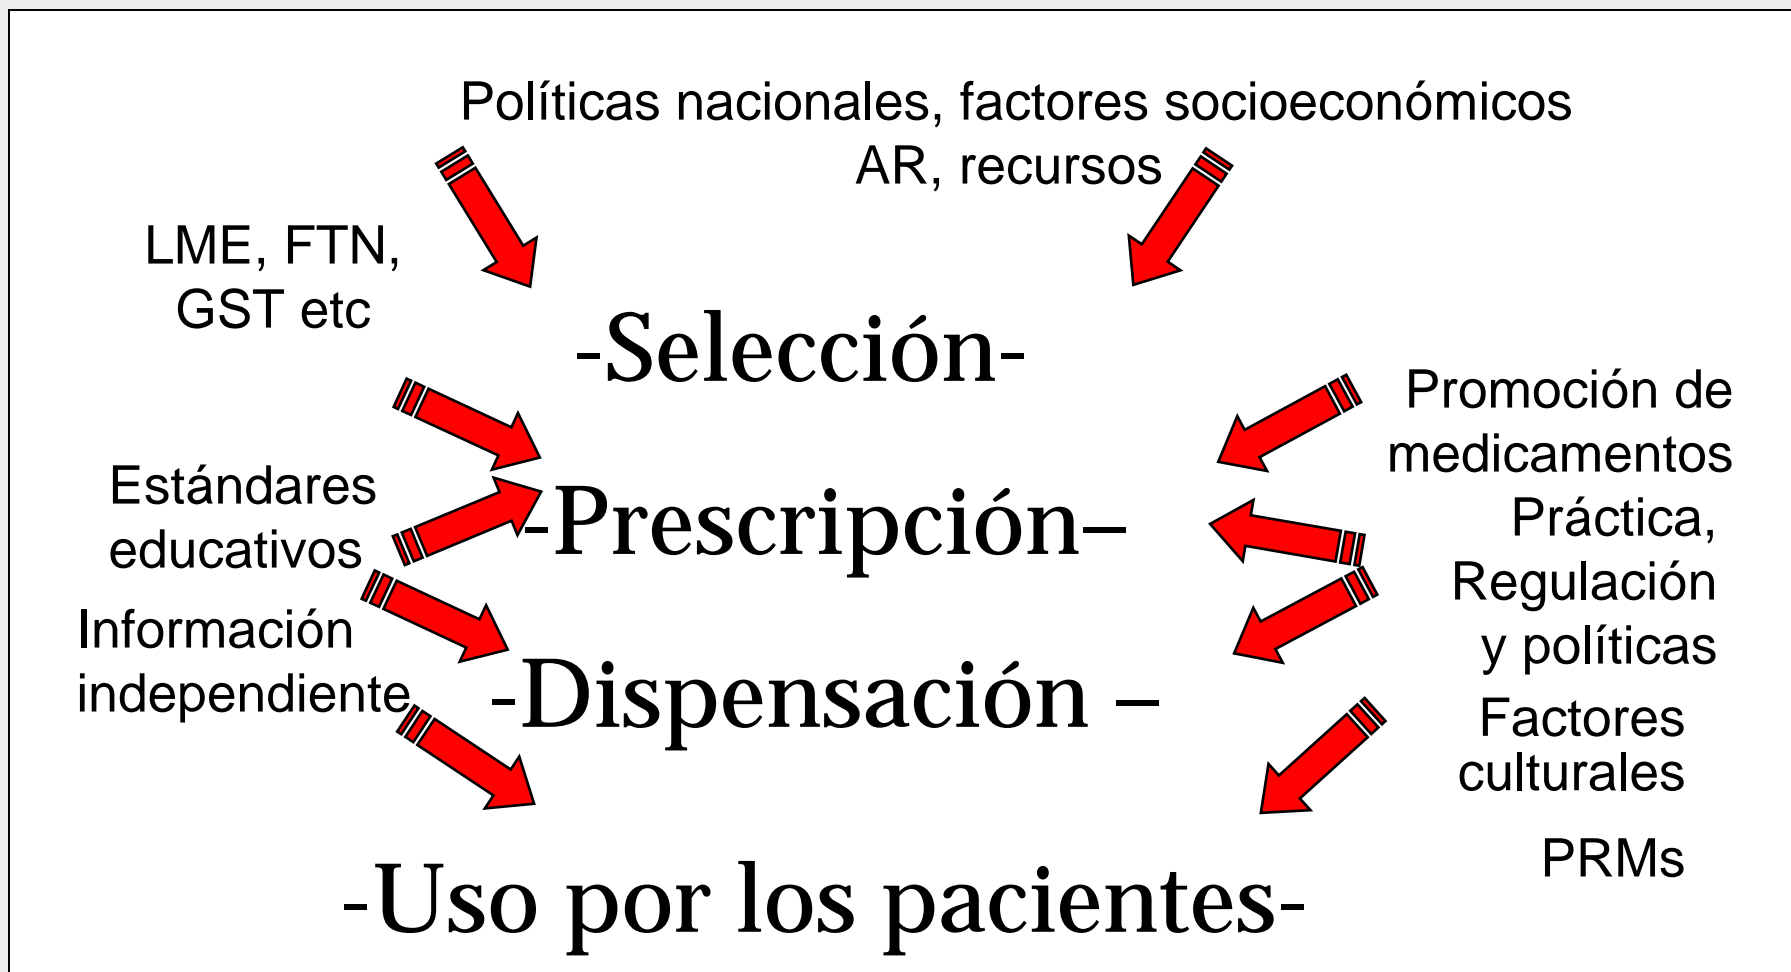 Políticas nacionales, factores socioeconómicos
AR, recursos
LME, FTN,
GST etc
-Selección-
Promoción de
medicamentos
Estándares
educativos
-Prescripción–
Práctica,
Regulación
y políticas
Información
independiente
-Dispensación –
Factores
culturales
PRMs
-Uso por los pacientes-